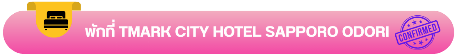 พักที่ TMARK CITY HOTEL SAPPORO ODORI
CONFIRMED